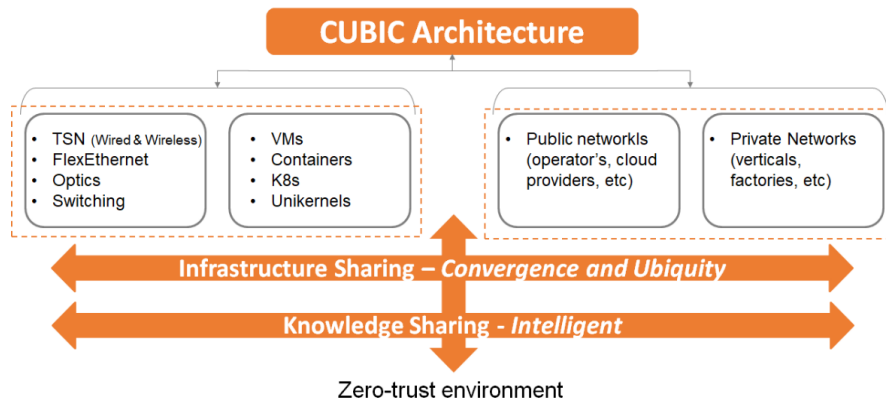 CUBIC Architecture
• TSN (Wired & Wireless)
• FlexEthernet
• Optics
• Switching
• VMs
• Containers
• K8s
• Unikernels
• Public networkls
(operator's, cloud
providers, etc)
• Private Networks
(verticals,
factories, etc)
Infrastructure Sharing – Convergence and Ubiquity
Knowledge Sharing - Intelligent
Zero-trust environment